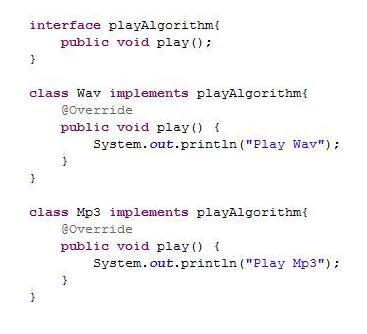 interface playAlgorithm{
    public void play();
}
class Wav implements playAlgorithm{
    @Override
    public void play() {
        System.out.println("Play Wav");
    }
}
class Mp3 implements playAlgorithm{
    @Override
    public void play() {
        System.out.println("Play Mp3");
    }
}